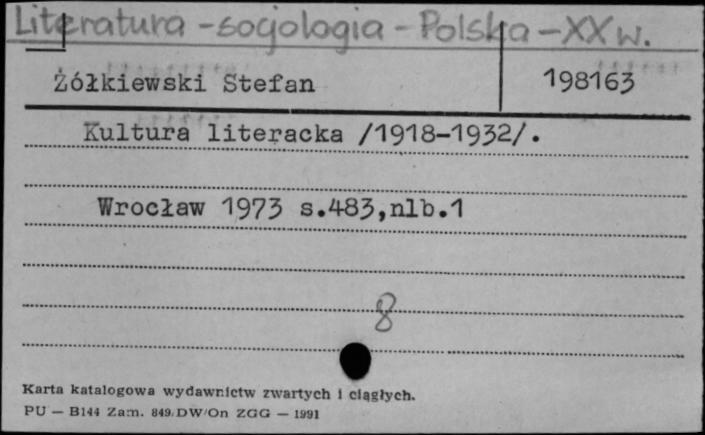 Literatura - socjologia - Polska - XX w.
Żółkiewski Stefan 198163
Kultura literacka /1918-1932/.
Wrocław 1973 s.483,nlb.1
8
Karta katalogowa wydawnictw zwartych i ciągłych.
PU — B144 Zam. 849/DW/On ZGG — 1991